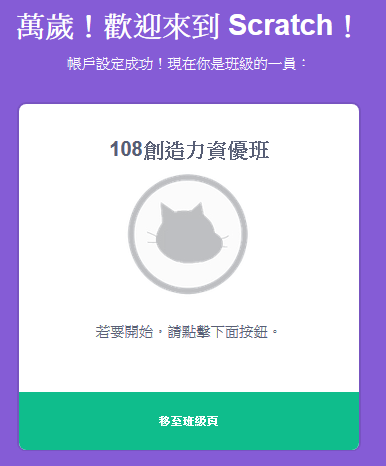 萬歲！歡迎來到 Scratch！
帳戶設定成功！現在你是班級的一員：
108創造力資優班
若要開始，請點擊下面按鈕。
移至班級頁